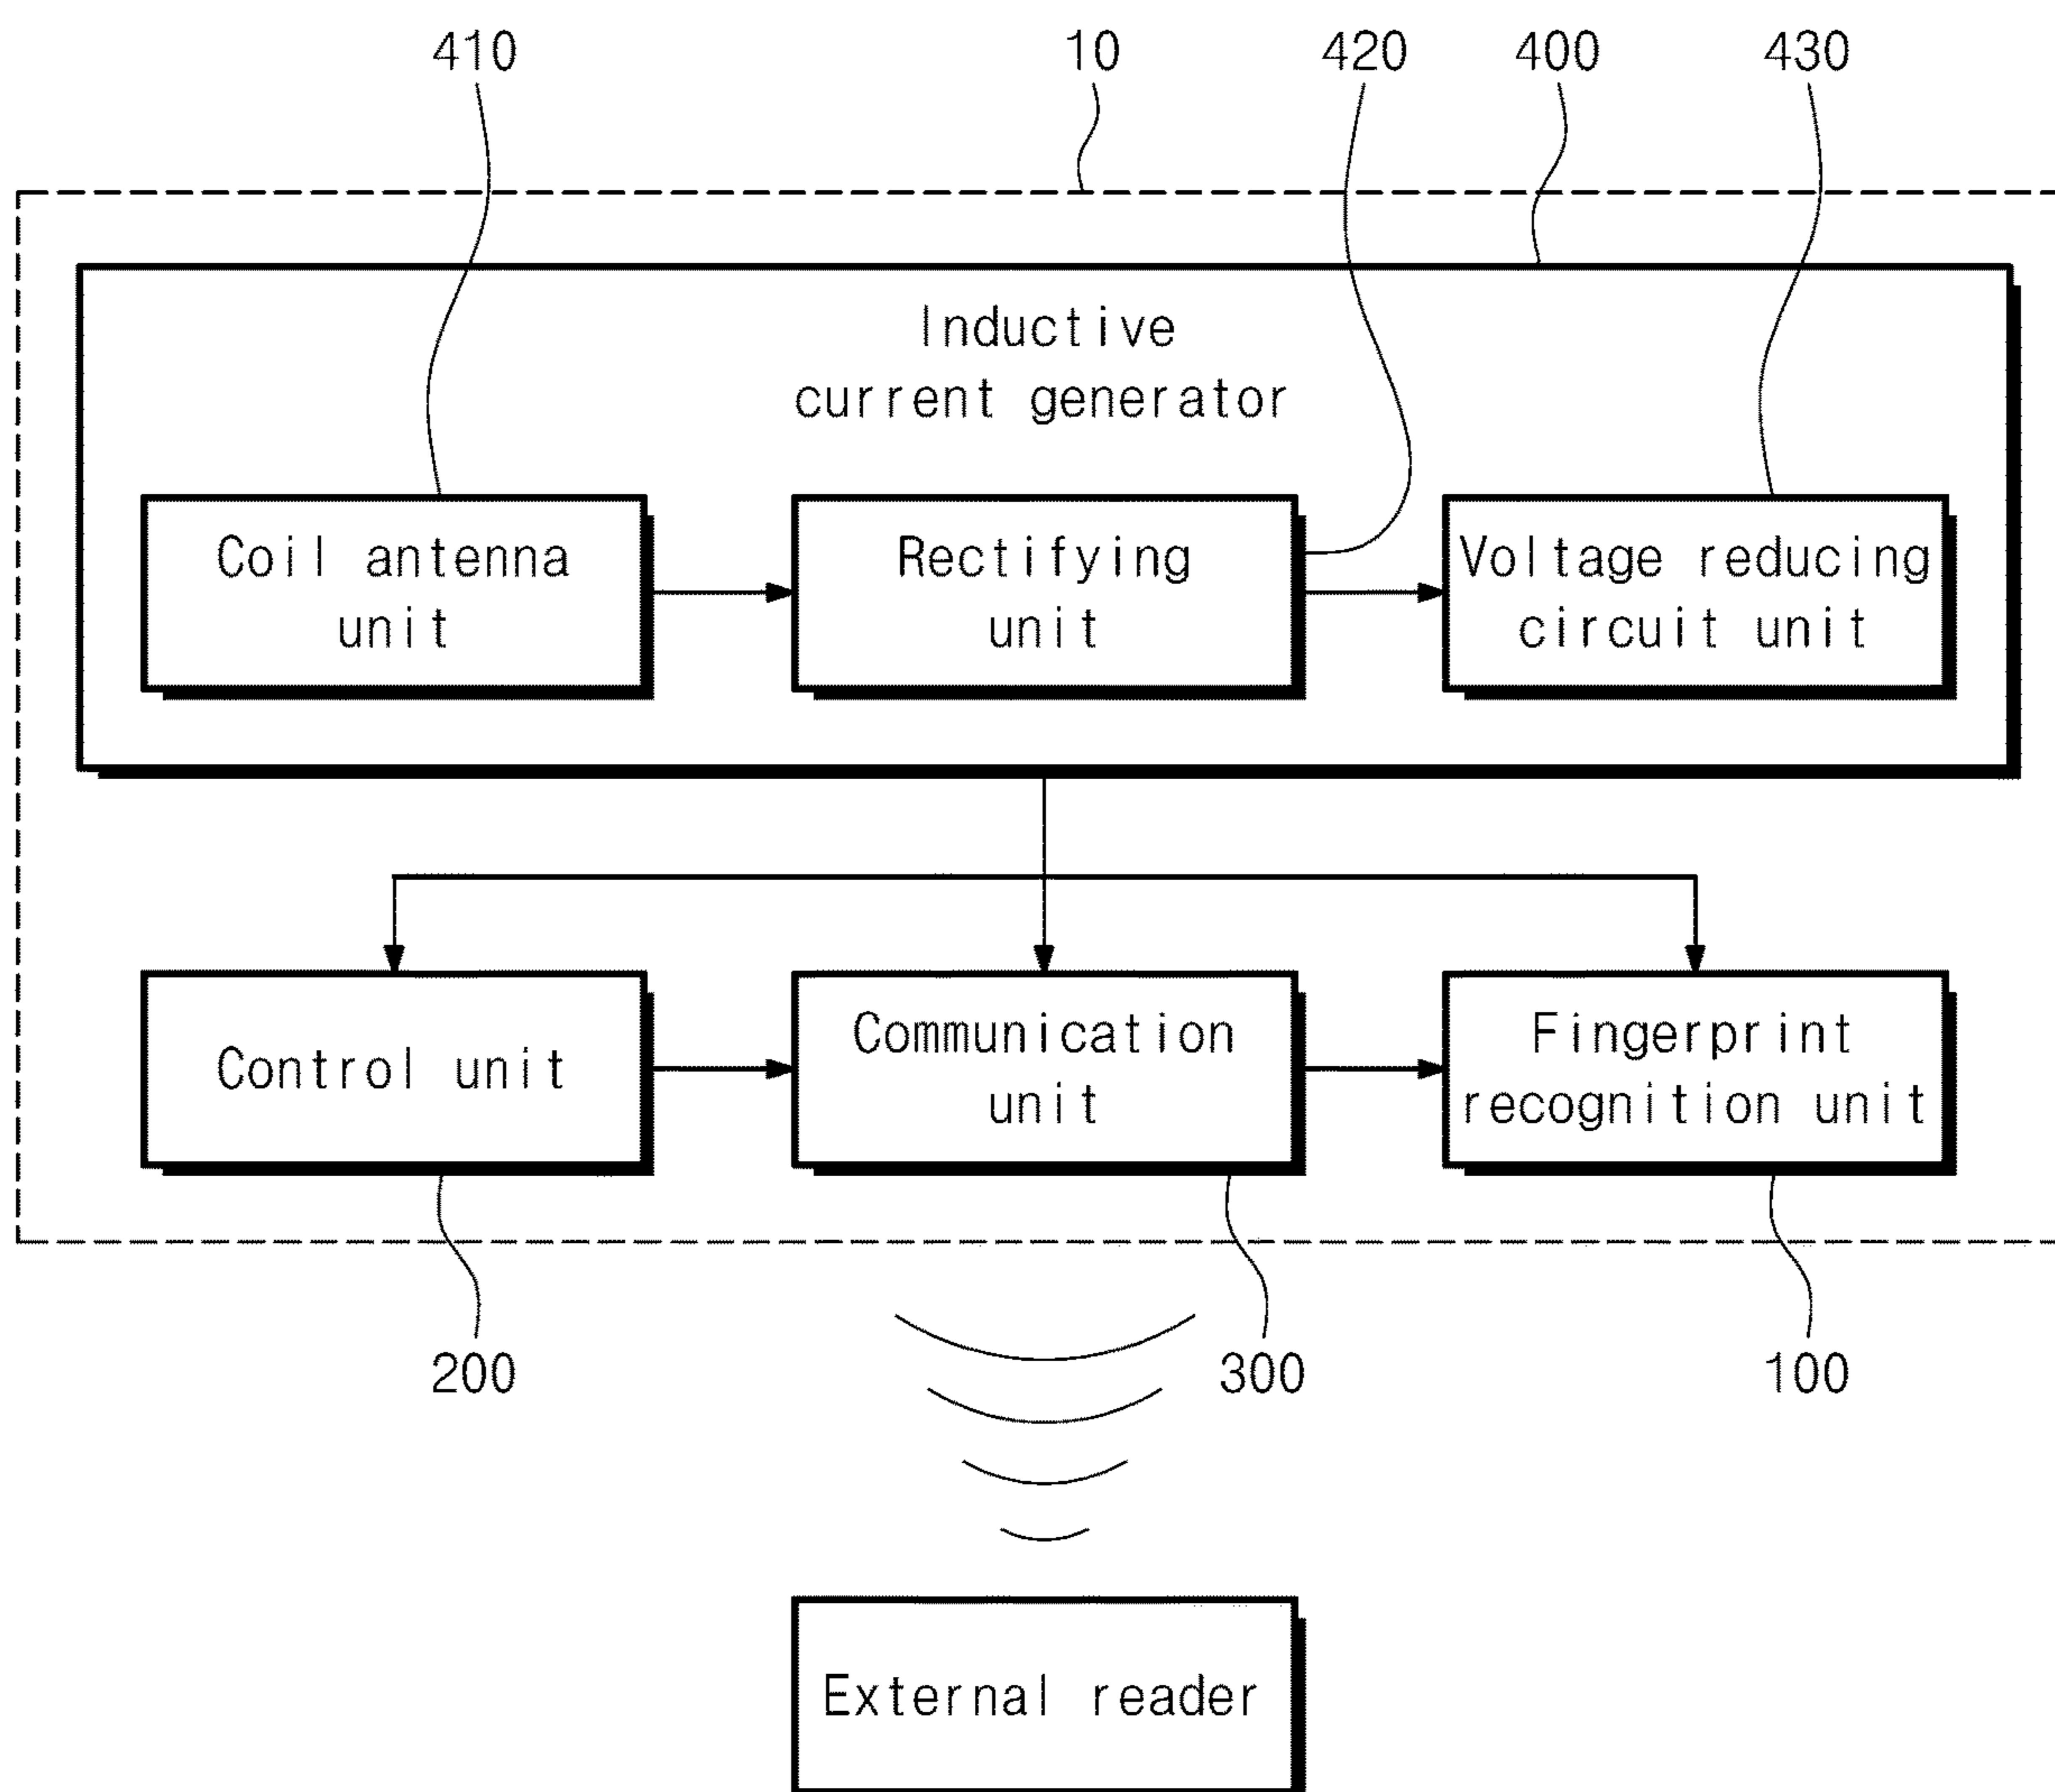 410 10 420 400 430
Inductive
current generator
Coil antenna
unit
Rectifying
unit
Voltage reducing
circuit unit
Control unit
Communication
unit
Fingerprint
recognition unit
200 300 100
External reader